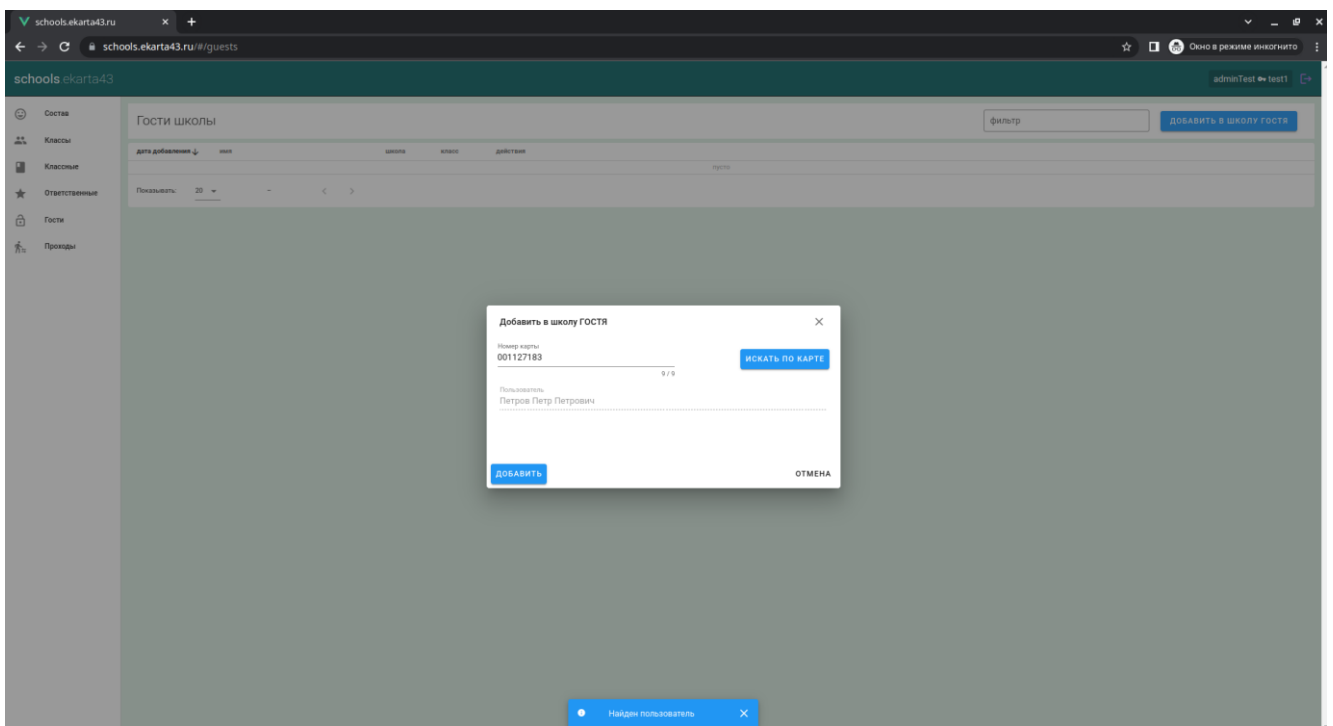 schools.ekarta43.ru
schools.ekarta43.ru/#/guests
Окно в режиме инкогнито
schools.ekarta43
adminTest test1
Состав
Классы
Классные
Ответственные
Гости
Проходы
Гости школы
фильтр
ДОБАВИТЬ В ШКОЛУ ГОСТЯ
дата добавления имя школа класс действия
пусто
Показывать: 20 –
Добавить в школу ГОСТЯ
Номер карты
001127183
ИСКАТЬ ПО КАРТЕ
9 / 9
Пользователь
Петров Петр Петрович
ДОБАВИТЬ
ОТМЕНА
Найден пользователь